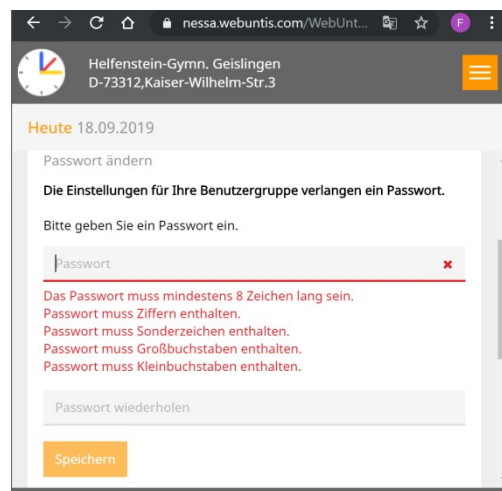 nessa.webuntis.com/WebUnt...
F
Helfenstein-Gymn. Geislingen
D-73312,Kaiser-Wilhelm-Str.3
Heute 18.09.2019
Passwort ändern
Die Einstellungen für Ihre Benutzergruppe verlangen ein Passwort.
Bitte geben Sie ein Passwort ein.
Passwort
Das Passwort muss mindestens 8 Zeichen lang sein.
Passwort muss Ziffern enthalten.
Passwort muss Sonderzeichen enthalten.
Passwort muss Großbuchstaben enthalten.
Passwort muss Kleinbuchstaben enthalten.
Passwort wiederholen
Speichern